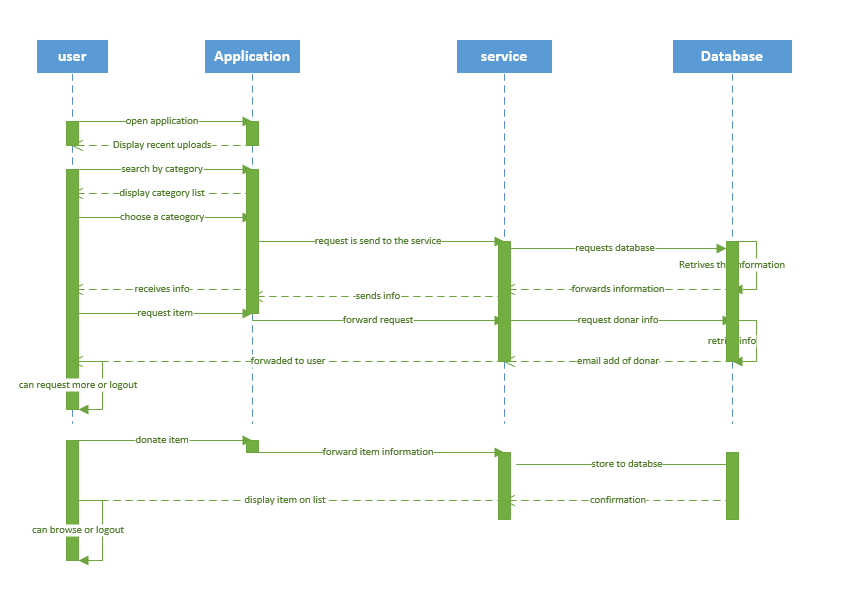 user
Application
service
Database
open application
Display recent uploads
search by category
display category list
choose a cateogory
request is send to the service
requests database
Retrives th information
receives info
forwards information
sends info
request item
forward request
request donar info
retri info
forwaded to user
email add of donar
can request more or logout
donate item
forward item information
store to databse
display item on list
confirmation
can browse or logout